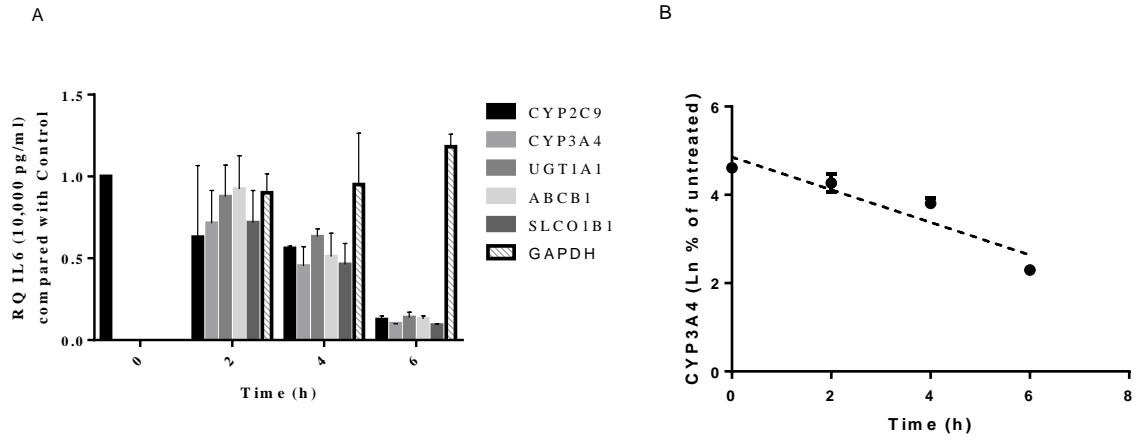 A
RQ IL6 (10,000 pg/ml)
compared with Control
1.5
1.0
0.5
0.0
0
2
4
6
Time (h)
CYP2C9
CYP3A4
UGT1A1
ABCB1
SLCO1B1
GAPDH
B
CYP3A4 (Ln % of untreated)
6
4
2
0
0
2
4
6
8
Time (h)